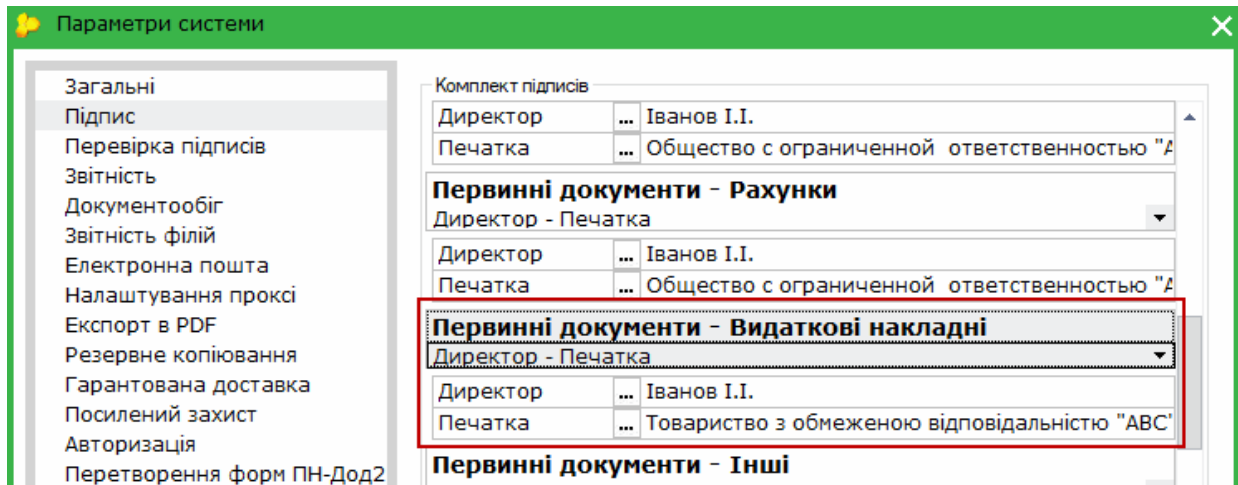 Параметри системи
Загальні
Підпис
Перевірка підписів
Звітність
Документообіг
Звітність філій
Електронна пошта
Налаштування проксі
Експорт в PDF
Резервне копіювання
Гарантована доставка
Посилений захист
Авторизація
Перетворення форм ПН-Дод2
Комплект підписів
Директор ... Іванов І.І.
Печатка ... Общество с ограниченной ответственностью "А
Первинні документи - Рахунки
Директор - Печатка
Директор ... Іванов І.І.
Печатка ... Общество с ограниченной ответственностью "А
Первинні документи - Видаткові накладні
Директор - Печатка
Директор ... Іванов І.І.
Печатка ... Товариство з обмеженою відповідальністю "АВС"
Первинні документи - Інші